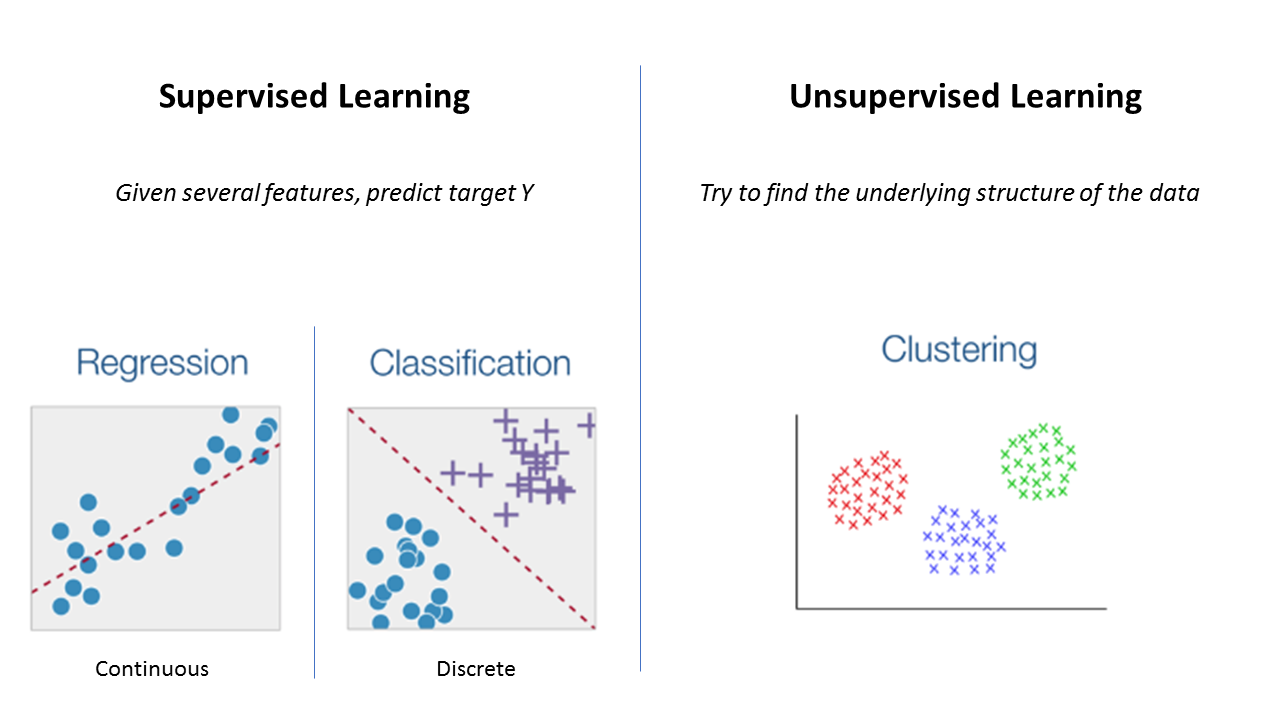 Supervised Learning
Given several features, predict target Y
Regression
Classification
Continuous
Discrete
Unsupervised Learning
Try to find the underlying structure of the data
Clustering